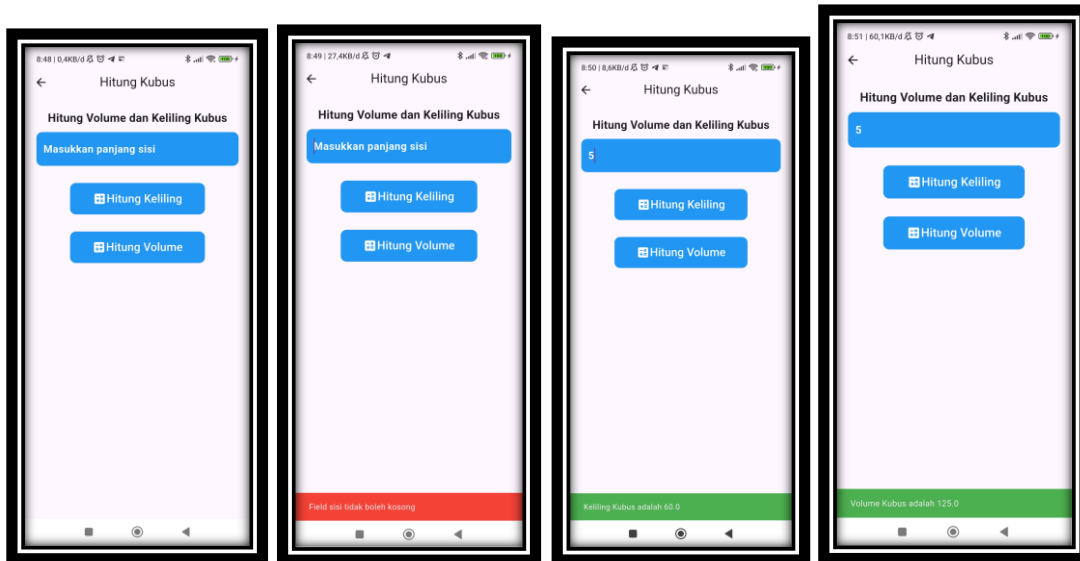 8:48 | 0,4KB/d
Hitung Kubus
Hitung Volume dan Keliling Kubus
Masukkan panjang sisi
Hitung Keliling
Hitung Volume
8:49 | 27,4KB/d
Hitung Kubus
Hitung Volume dan Keliling Kubus
Masukkan panjang sisi
Hitung Keliling
Hitung Volume
Field sisi tidak boleh kosong
8:50 | 8,6KB/d
Hitung Kubus
Hitung Volume dan Keliling Kubus
5
Hitung Keliling
Hitung Volume
Keliling Kubus adalah 60.0
8:51 | 60,1KB/d
Hitung Kubus
Hitung Volume dan Keliling Kubus
5
Hitung Keliling
Hitung Volume
Volume Kubus adalah 125.0